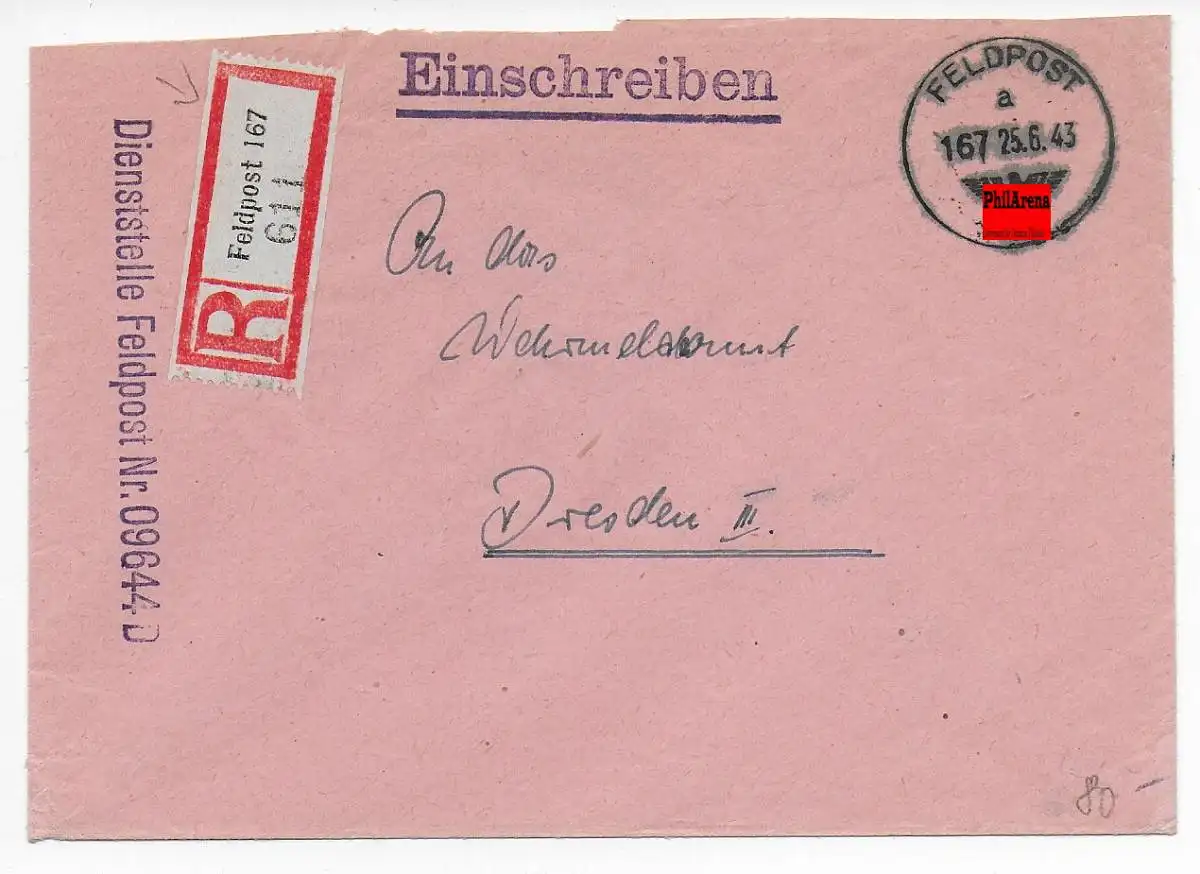 Einschreiben
FELDPOST
a
167 25.6.43
PhilArena
R
Feldpost 167
611
Dienststelle Feldpost Nr. 09644 D
An das
Wehrmeldeamt
Dresden III.
80